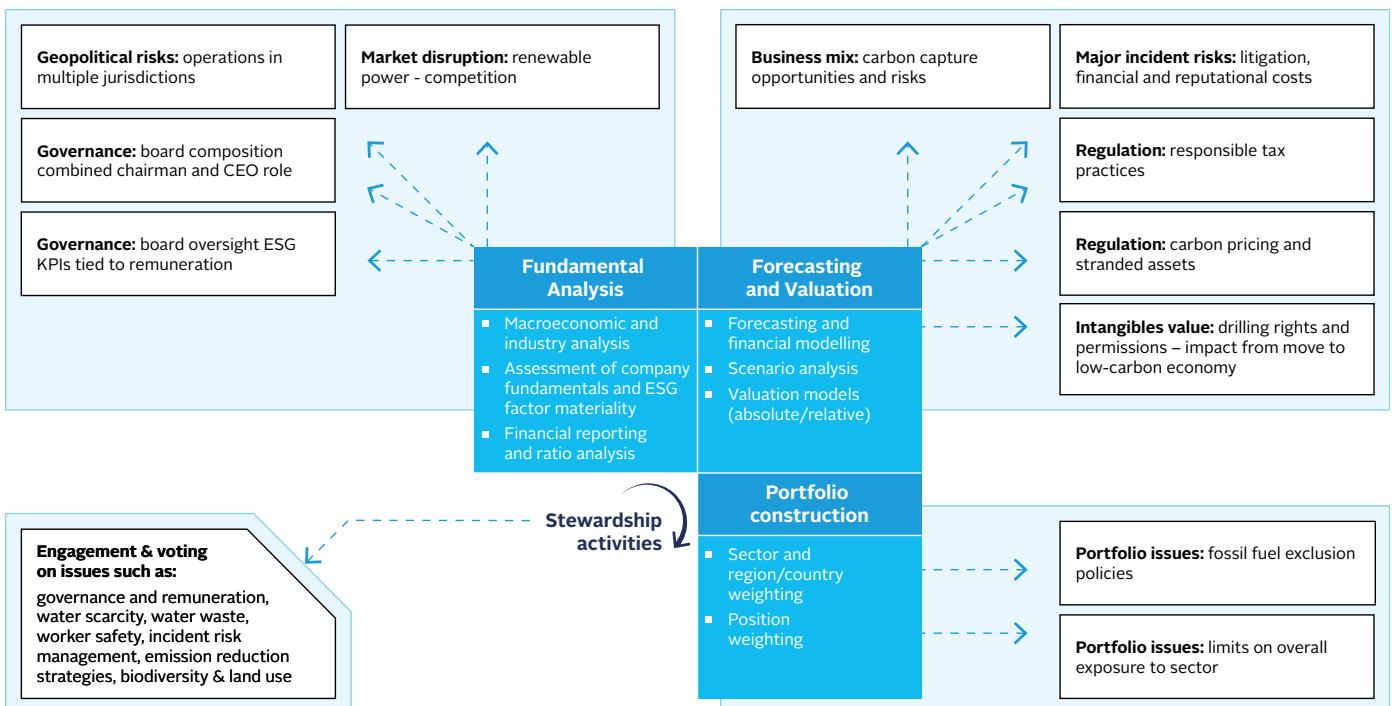 Geopolitical risks: operations in
multiple jurisdictions
Market disruption: renewable
power - competition
Governance: board composition
combined chairman and CEO role
Governance: board oversight ESG
KPIs tied to remuneration
Business mix: carbon capture
opportunities and risks
Major incident risks: litigation,
financial and reputational costs
Regulation: responsible tax
practices
Regulation: carbon pricing and
stranded assets
Intangibles value: drilling rights and
permissions – impact from move to
low-carbon economy
Fundamental
Analysis
Macroeconomic and
industry analysis
Assessment of company
fundamentals and ESG
factor materiality
Financial reporting
and ratio analysis
Forecasting
and Valuation
Forecasting and
financial modelling
Scenario analysis
Valuation models
(absolute/relative)
Stewardship
activities
Portfolio
construction
Sector and
region/country
weighting
Position
weighting
Engagement & voting
on issues such as:
governance and remuneration,
water scarcity, water waste,
worker safety, incident risk
management, emission reduction
strategies, biodiversity & land use
Portfolio issues: fossil fuel exclusion
policies
Portfolio issues: limits on overall
exposure to sector